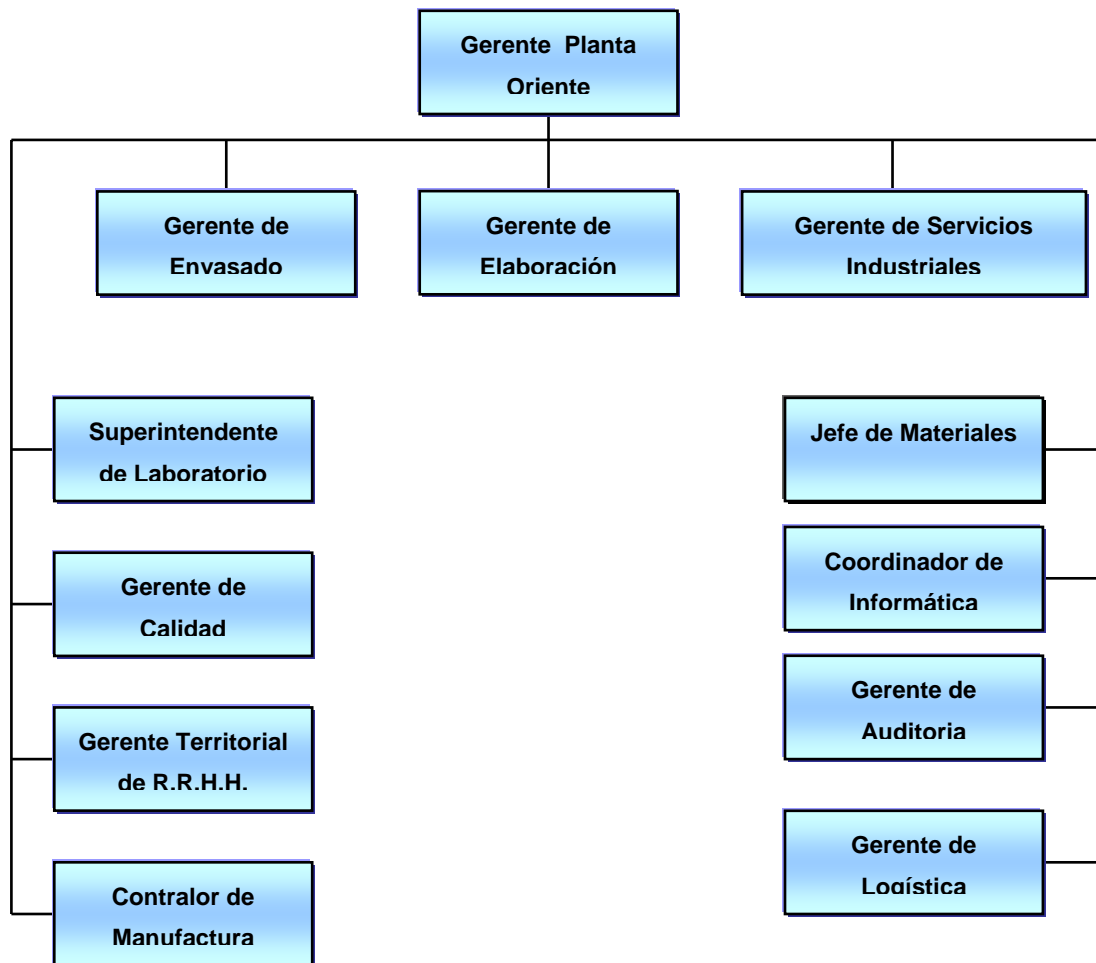 Gerente Planta
Oriente
Gerente de
Envasado
Gerente de
Elaboración
Gerente de Servicios
Industriales
Superintendente
de Laboratorio
Gerente de
Calidad
Gerente Territorial
de R.R.H.H.
Contralor de
Manufactura
Jefe de Materiales
Coordinador de
Informática
Gerente de
Auditoria
Gerente de
Logística